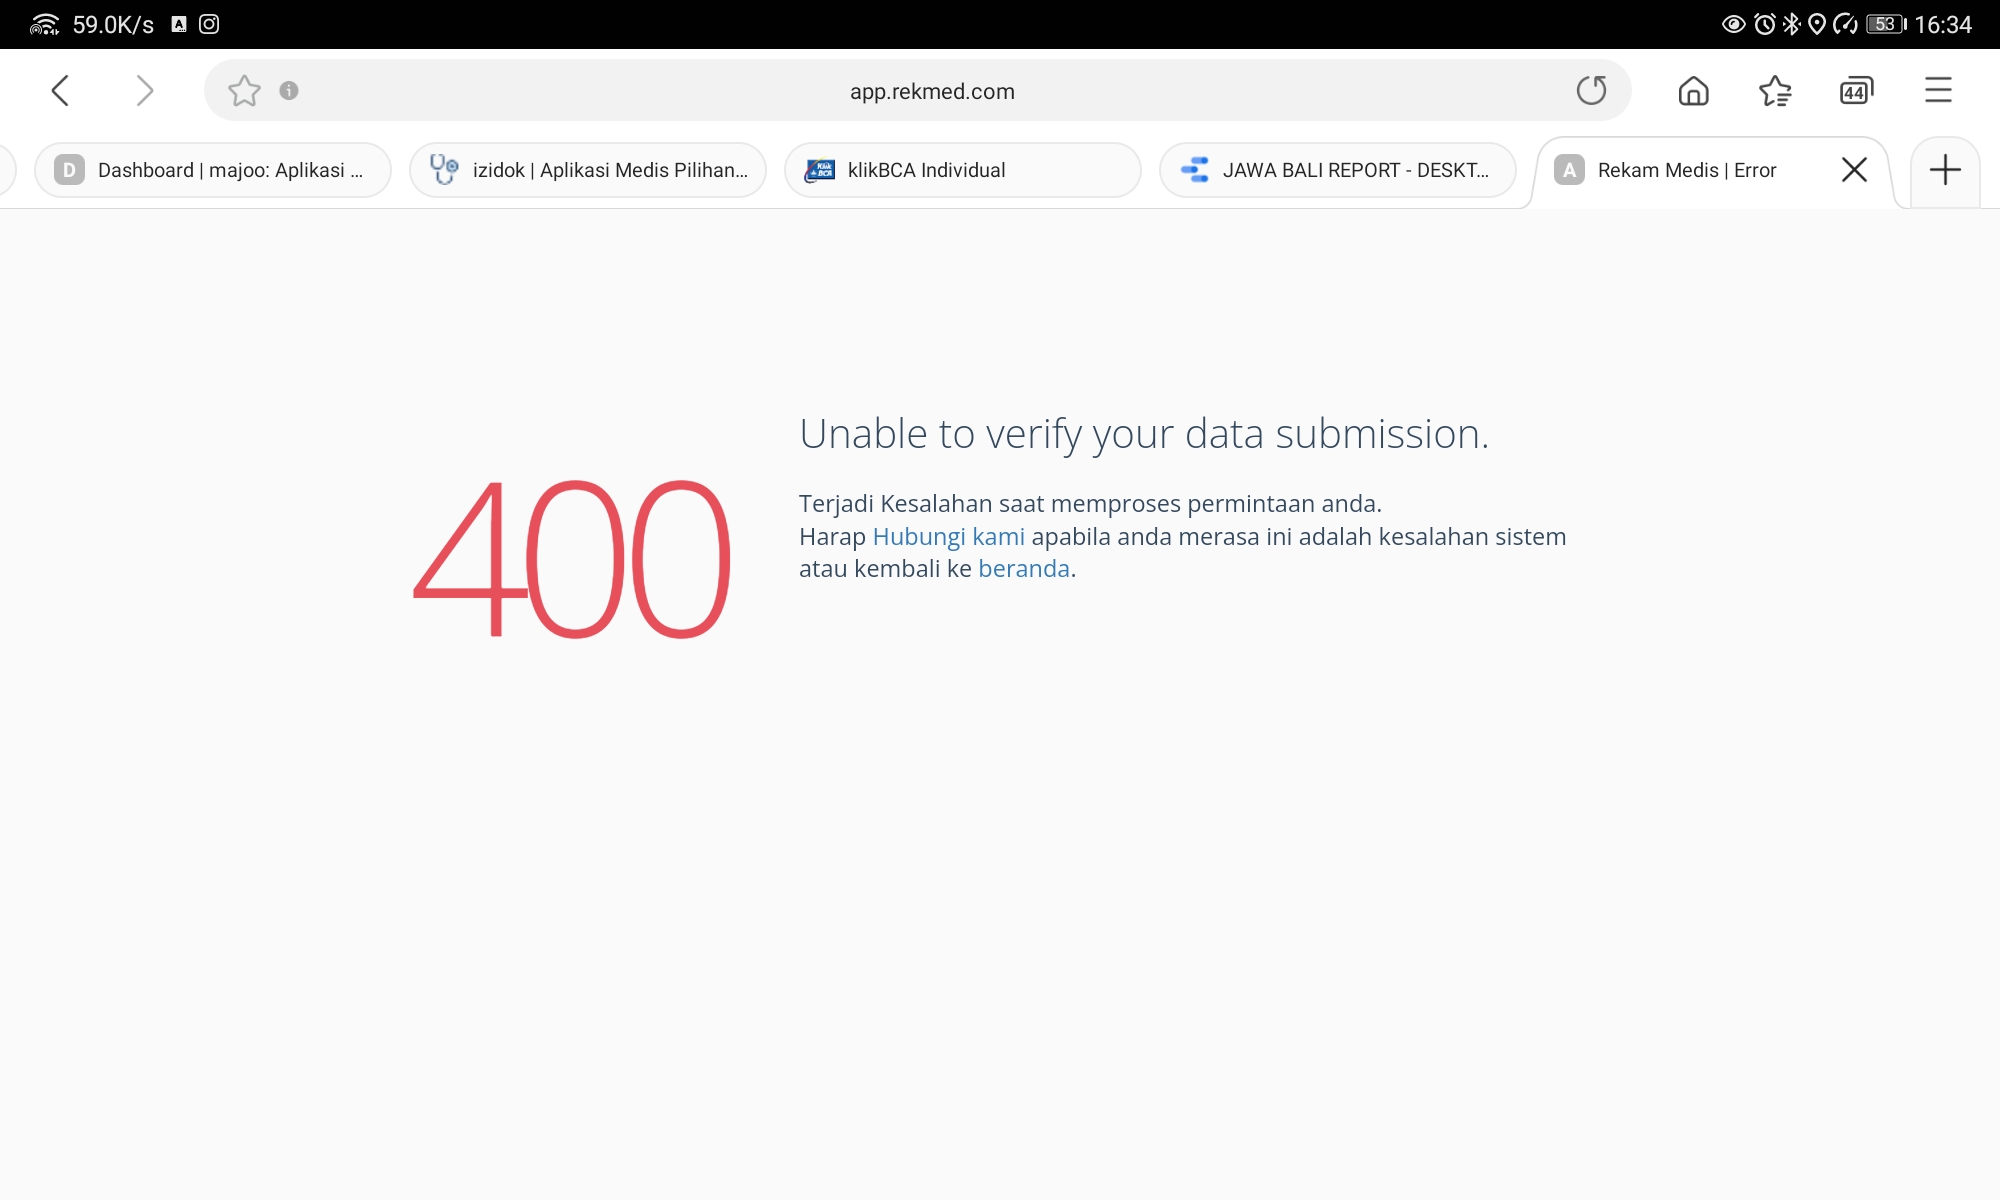 59.0K/s A 53 16:34
app.rekmed.com 44
D Dashboard | majoo: Aplikasi ... izidok | Aplikasi Medis Pilihan... Klik BCA klikBCA Individual JAWA BALI REPORT - DESKT... A Rekam Medis | Error
400
Unable to verify your data submission.
Terjadi Kesalahan saat memproses permintaan anda.
Harap Hubungi kami apabila anda merasa ini adalah kesalahan sistem
atau kembali ke beranda.